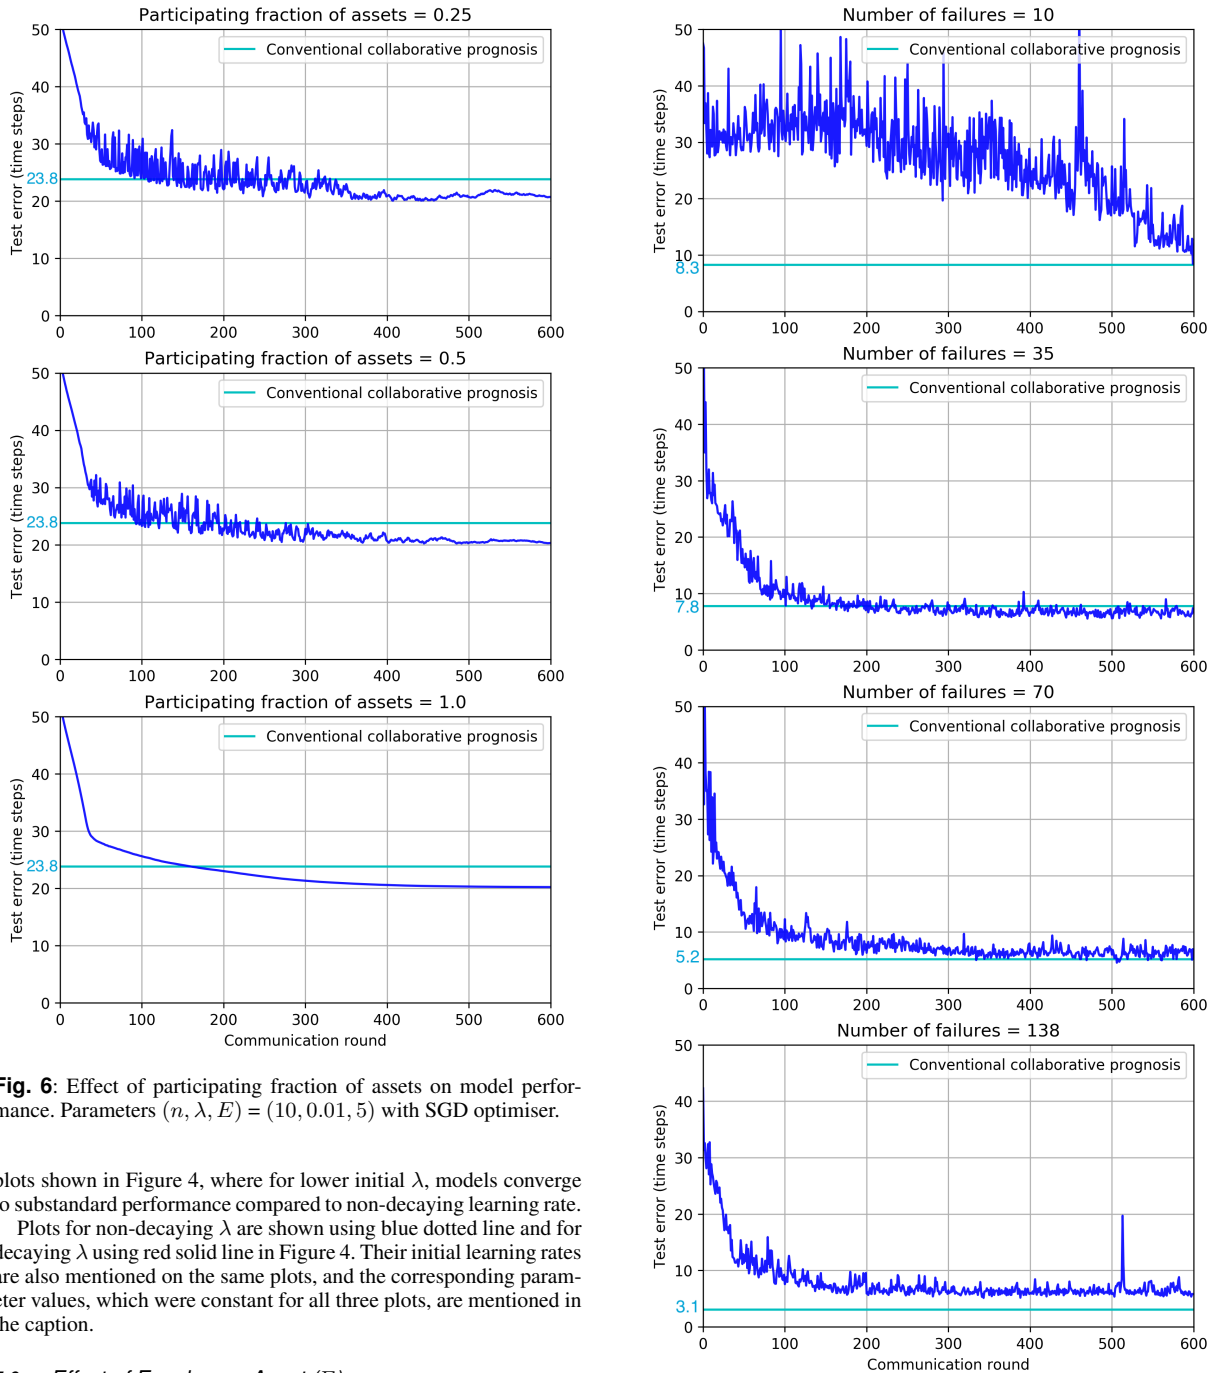 Participating fraction of assets = 0.25
50
40
30
23.8
20
10
0
Test error (time steps)
Conventional collaborative prognosis
0 100 200 300 400 500 600
Participating fraction of assets = 0.5
50
40
30
23.8
20
10
0
Test error (time steps)
Conventional collaborative prognosis
0 100 200 300 400 500 600
Participating fraction of assets = 1.0
50
40
30
23.8
20
10
0
Test error (time steps)
Conventional collaborative prognosis
0 100 200 300 400 500 600
Communication round
Fig. 6: Effect of participating fraction of assets on model perfor-
mance. Parameters (n, λ, E) = (10, 0.01, 5) with SGD optimiser.
plots shown in Figure 4, where for lower initial λ, models converge
to substandard performance compared to non-decaying learning rate.
Plots for non-decaying λ are shown using blue dotted line and for
decaying λ using red solid line in Figure 4. Their initial learning rates
are also mentioned on the same plots, and the corresponding param-
eter values, which were constant for all three plots, are mentioned in
the caption.
Number of failures = 10
50
40
30
20
10
8.3
0
Test error (time steps)
Conventional collaborative prognosis
0 100 200 300 400 500 600
Number of failures = 35
50
40
30
20
10
7.8
0
Test error (time steps)
Conventional collaborative prognosis
0 100 200 300 400 500 600
Number of failures = 70
50
40
30
20
10
5.2
0
Test error (time steps)
Conventional collaborative prognosis
0 100 200 300 400 500 600
Number of failures = 138
50
40
30
20
10
3.1
0
Test error (time steps)
Conventional collaborative prognosis
0 100 200 300 400 500 600
Communication round